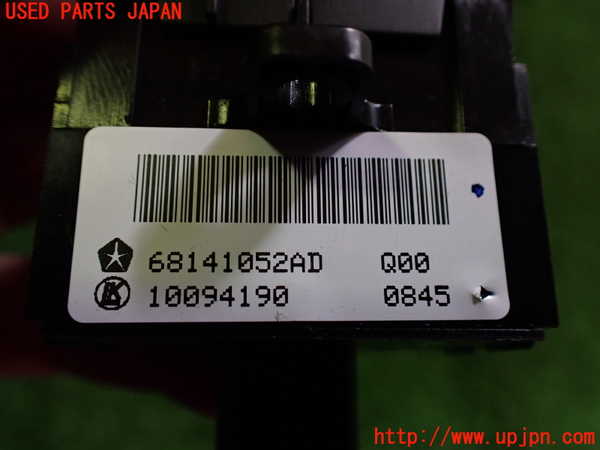 USED PARTS JAPAN
68141052AD Q00
10094190 0845
http://www.upjpn.com/